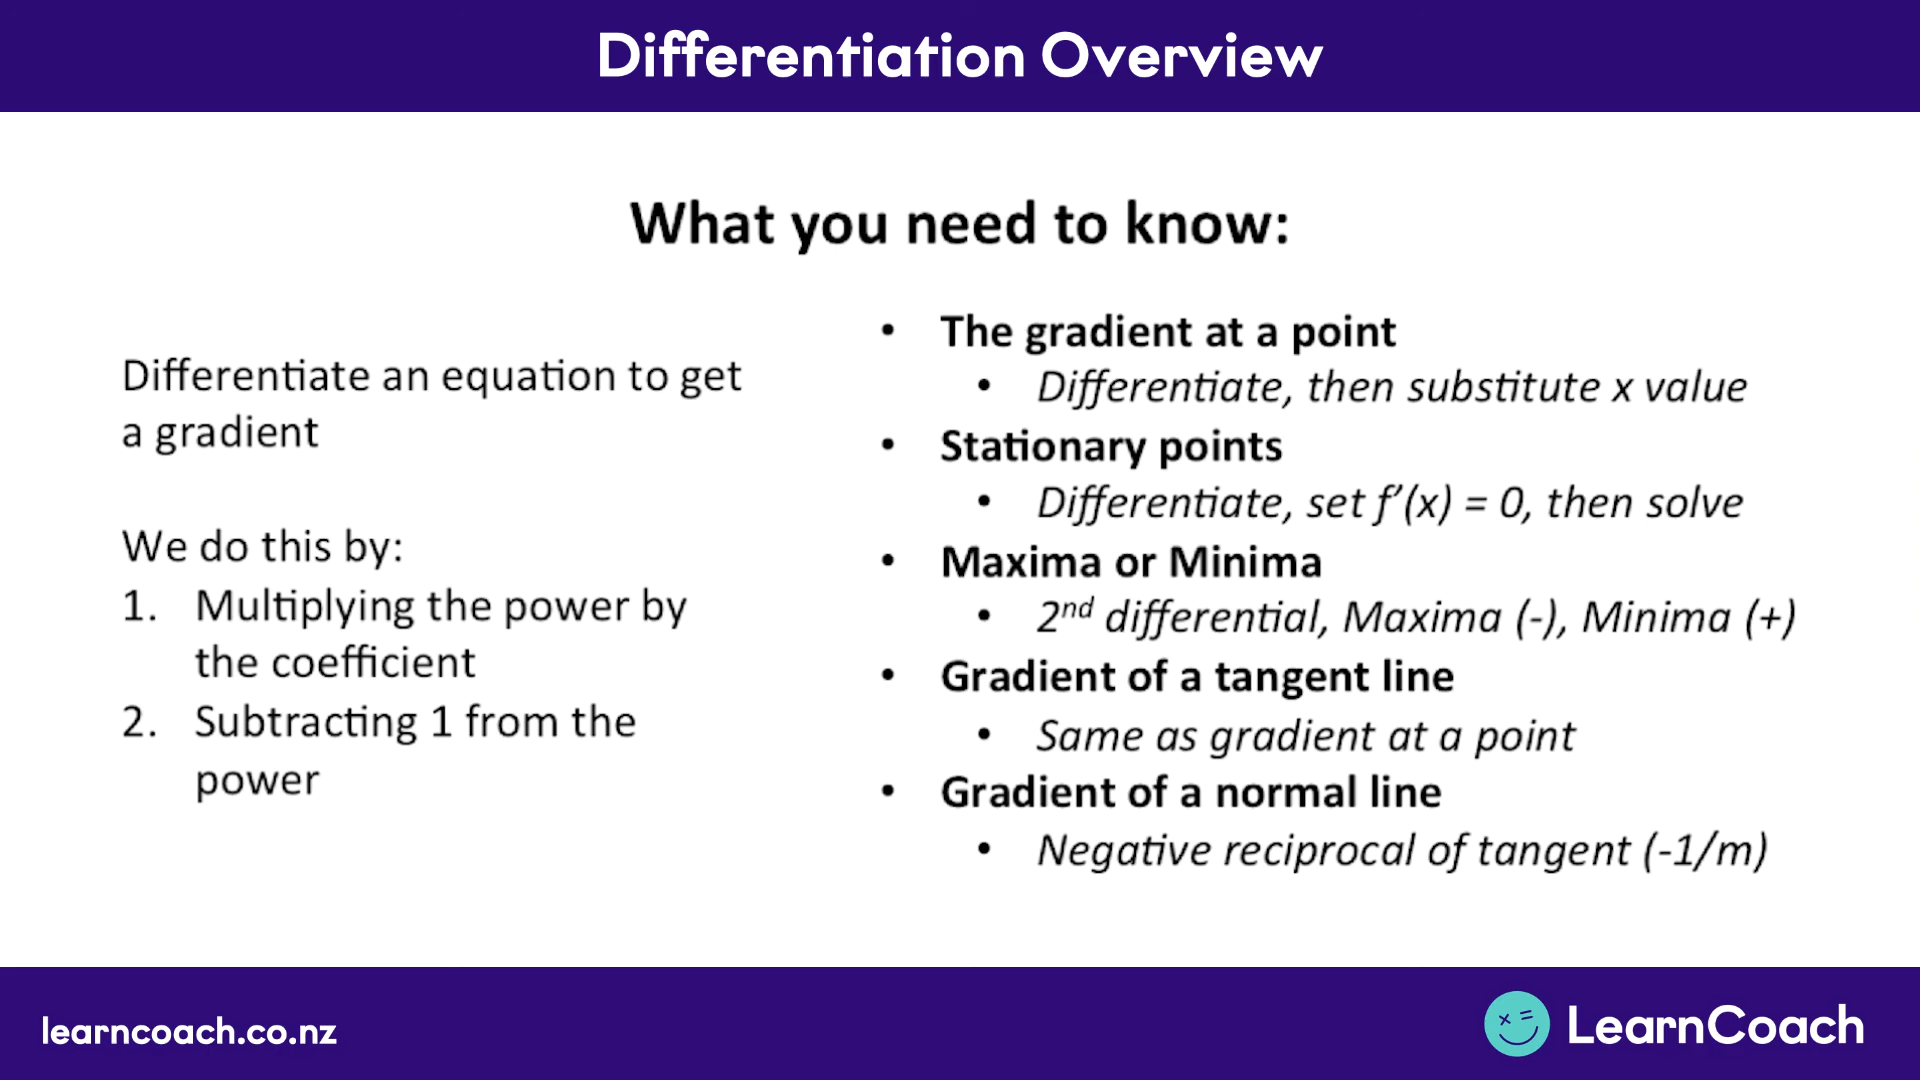 Differentiation Overview
What you need to know:
Differentiate an equation to get
a gradient
We do this by:
1. Multiplying the power by
the coefficient
2. Subtracting 1 from the
power
• The gradient at a point
• Differentiate, then substitute x value
• Stationary points
• Differentiate, set f'(x) = 0, then solve
• Maxima or Minima
• 2nd differential, Maxima (-), Minima (+)
• Gradient of a tangent line
• Same as gradient at a point
• Gradient of a normal line
• Negative reciprocal of tangent (-1/m)
learncoach.co.nz
LearnCoach